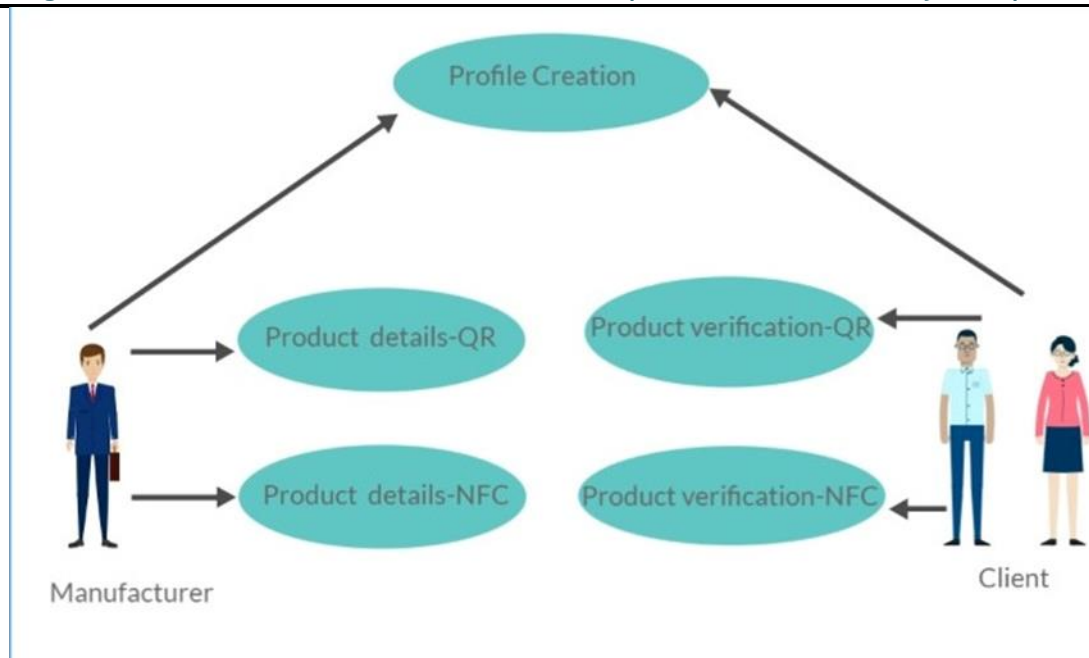 Profile Creation
Product details-QR
Product verification-QR
Product details-NFC
Product verification-NFC
Manufacturer
Client